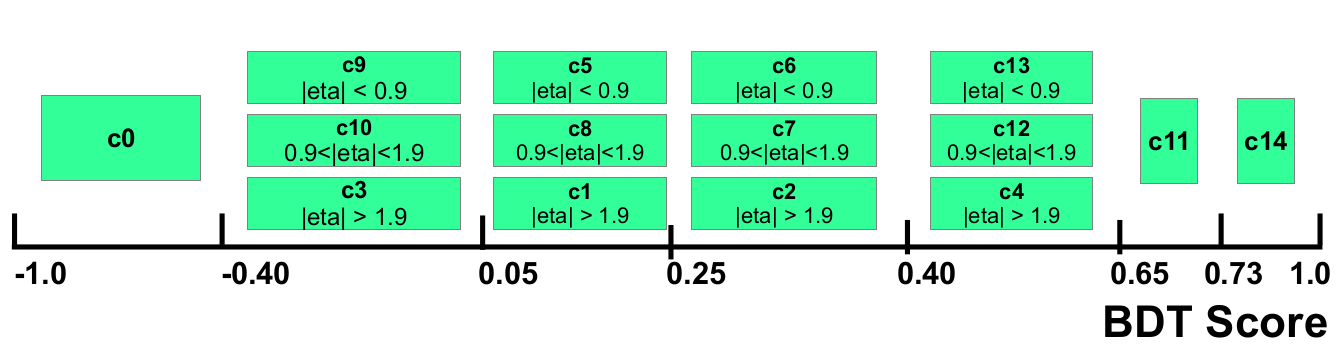 c0
c9
|eta| < 0.9
c10
0.9<|eta|<1.9
c3
|eta| > 1.9
c5
|eta| < 0.9
c8
0.9<|eta|<1.9
c1
|eta| > 1.9
c6
|eta| < 0.9
c7
0.9<|eta|<1.9
c2
|eta| > 1.9
c13
|eta| < 0.9
c12
0.9<|eta|<1.9
c4
|eta| > 1.9
c11
c14
-1.0
-0.40
0.05
0.25
0.40
0.65
0.73
1.0
BDT Score